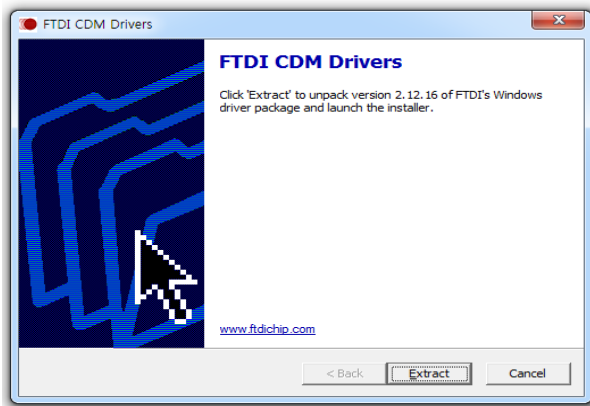 FTDI CDM Drivers
FTDI CDM Drivers
Click 'Extract' to unpack version 2.12.16 of FTDI's Windows
driver package and launch the installer.
www.ftdichip.com
< Back
Extract
Cancel